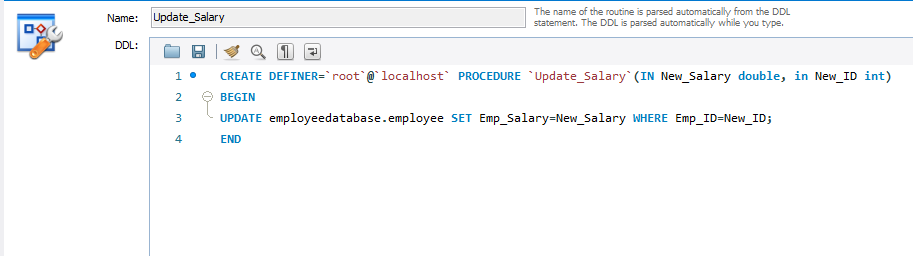 Name: Update_Salary
The name of the routine is parsed automatically from the DDL
statement. The DDL is parsed automatically while you type.
DDL:
1 CREATE DEFINER=`root`@`localhost` PROCEDURE `Update_Salary`(IN New_Salary double, in New_ID int)
2 BEGIN
3 UPDATE employeedatabase.employee SET Emp_Salary=New_Salary WHERE Emp_ID=New_ID;
4 END